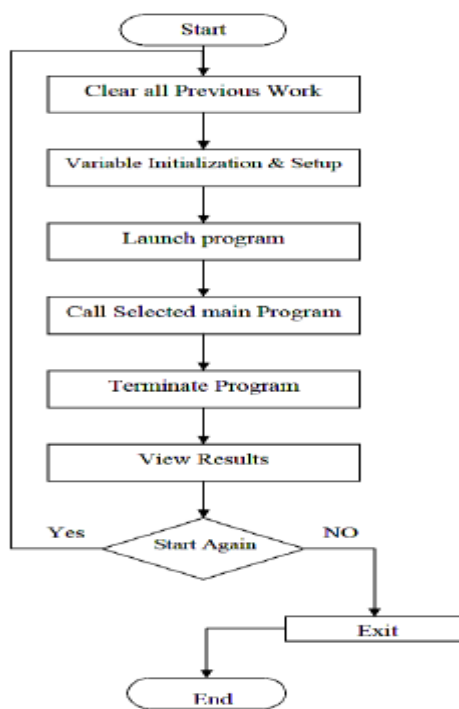 Start
Clear all Previous Work
Variable Initialization & Setup
Launch program
Call Selected main Program
Terminate Program
View Results
Yes
Start Again
NO
Exit
End